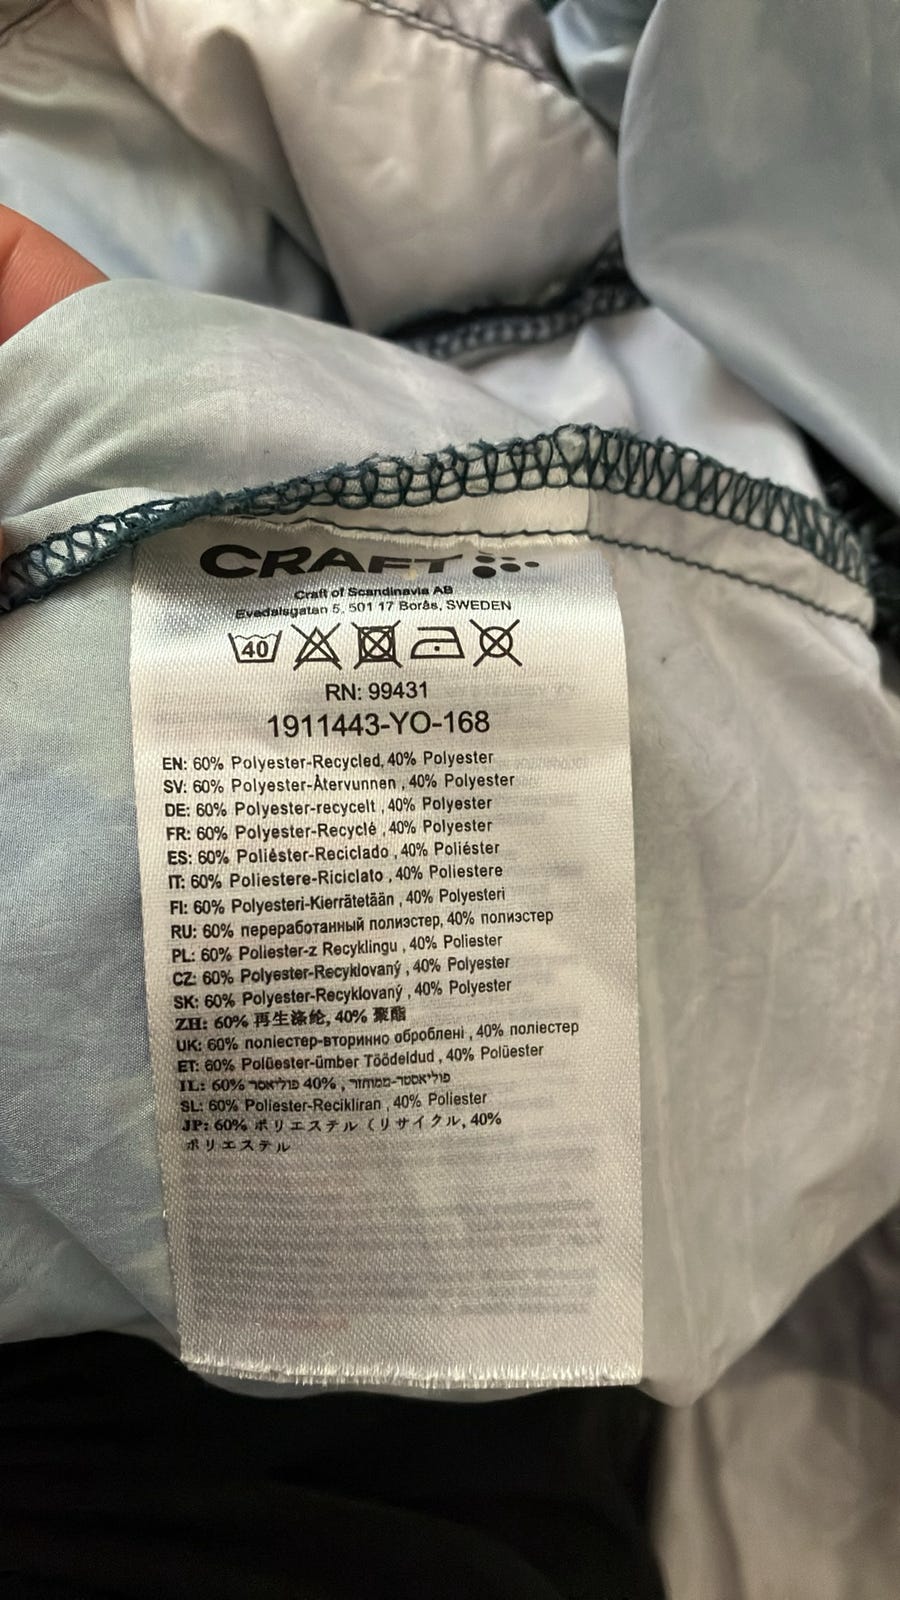 CRAFT
Craft of Scandinavia AB
Evedalsgatan 5, 501 17 Borås, SWEDEN
40
RN: 99431
1911443-YO-168
EN: 60% Polyester-Recycled, 40% Polyester
SV: 60% Polyester-Återvunnen , 40% Polyester
DE: 60% Polyester-recycelt , 40% Polyester
FR: 60% Polyester-Recyclé , 40% Polyester
ES: 60% Poliéster-Reciclado , 40% Poliéster
IT: 60% Poliestere-Riciclato , 40% Poliestere
FI: 60% Polyesteri-Kierrätetään , 40% Polyesteri
RU: 60% переработанный полиэстер, 40% полиэстер
PL: 60% Poliester-z Recyklingu , 40% Poliester
CZ: 60% Polyester-Recyklovaný , 40% Polyester
SK: 60% Polyester-Recyklovaný , 40% Polyester
ZH: 60% 再生涤纶, 40% 聚酯
UK: 60% поліестер-вторинно оброблені , 40% поліестер
ET: 60% Polüester-ümber Töödeldud , 40% Polüester
IL: 60% פוליאסטר-ממוחזר , 40% פוליאסטר
SL: 60% Poliester-Recikliran , 40% Poliester
JP: 60% ポリエステル (リサイクル, 40%
ポリエステル